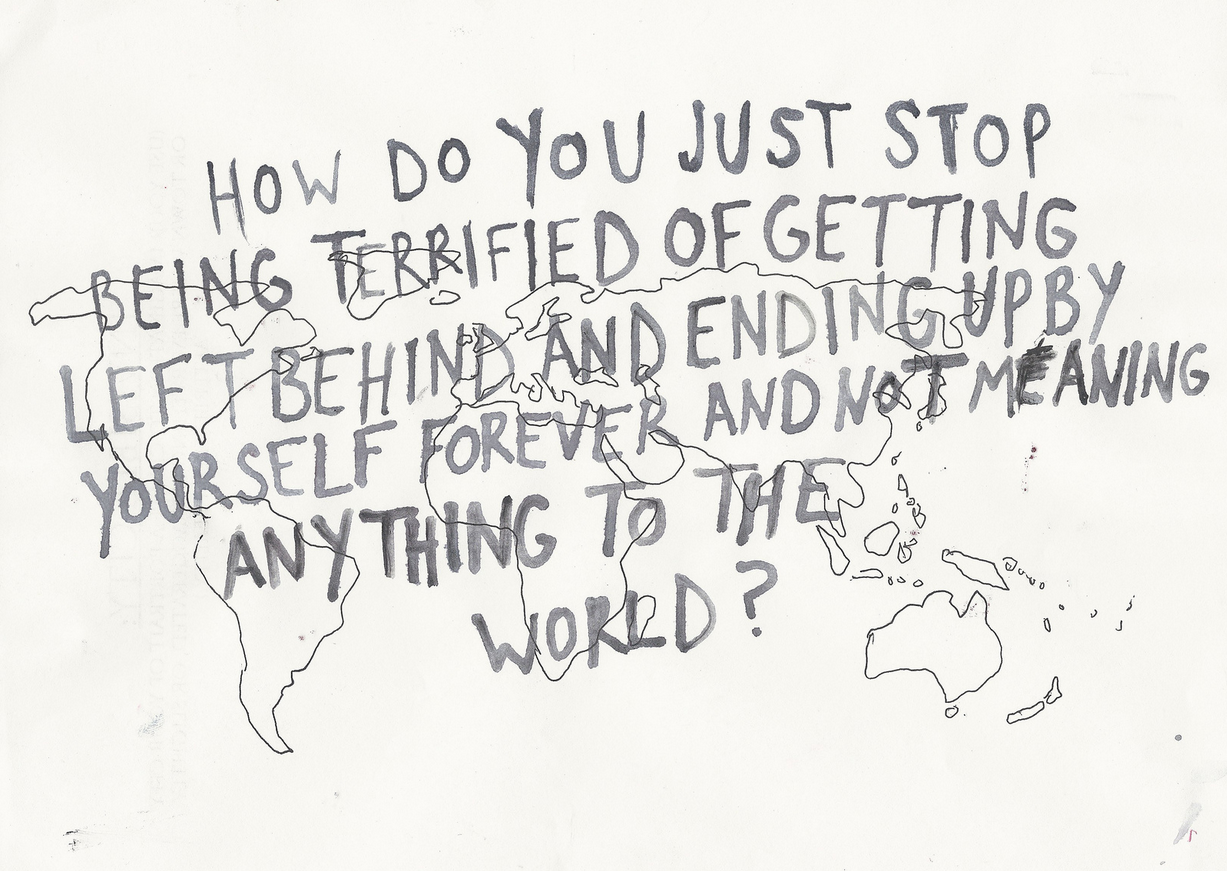 HOW DO YOU JUST STOP
BEING TERRIFIED OF GETTING
LEFT BEHIND AND ENDING UP BY
YOURSELF FOREVER AND NOT MEANING
ANYTHING TO THE
WORLD?